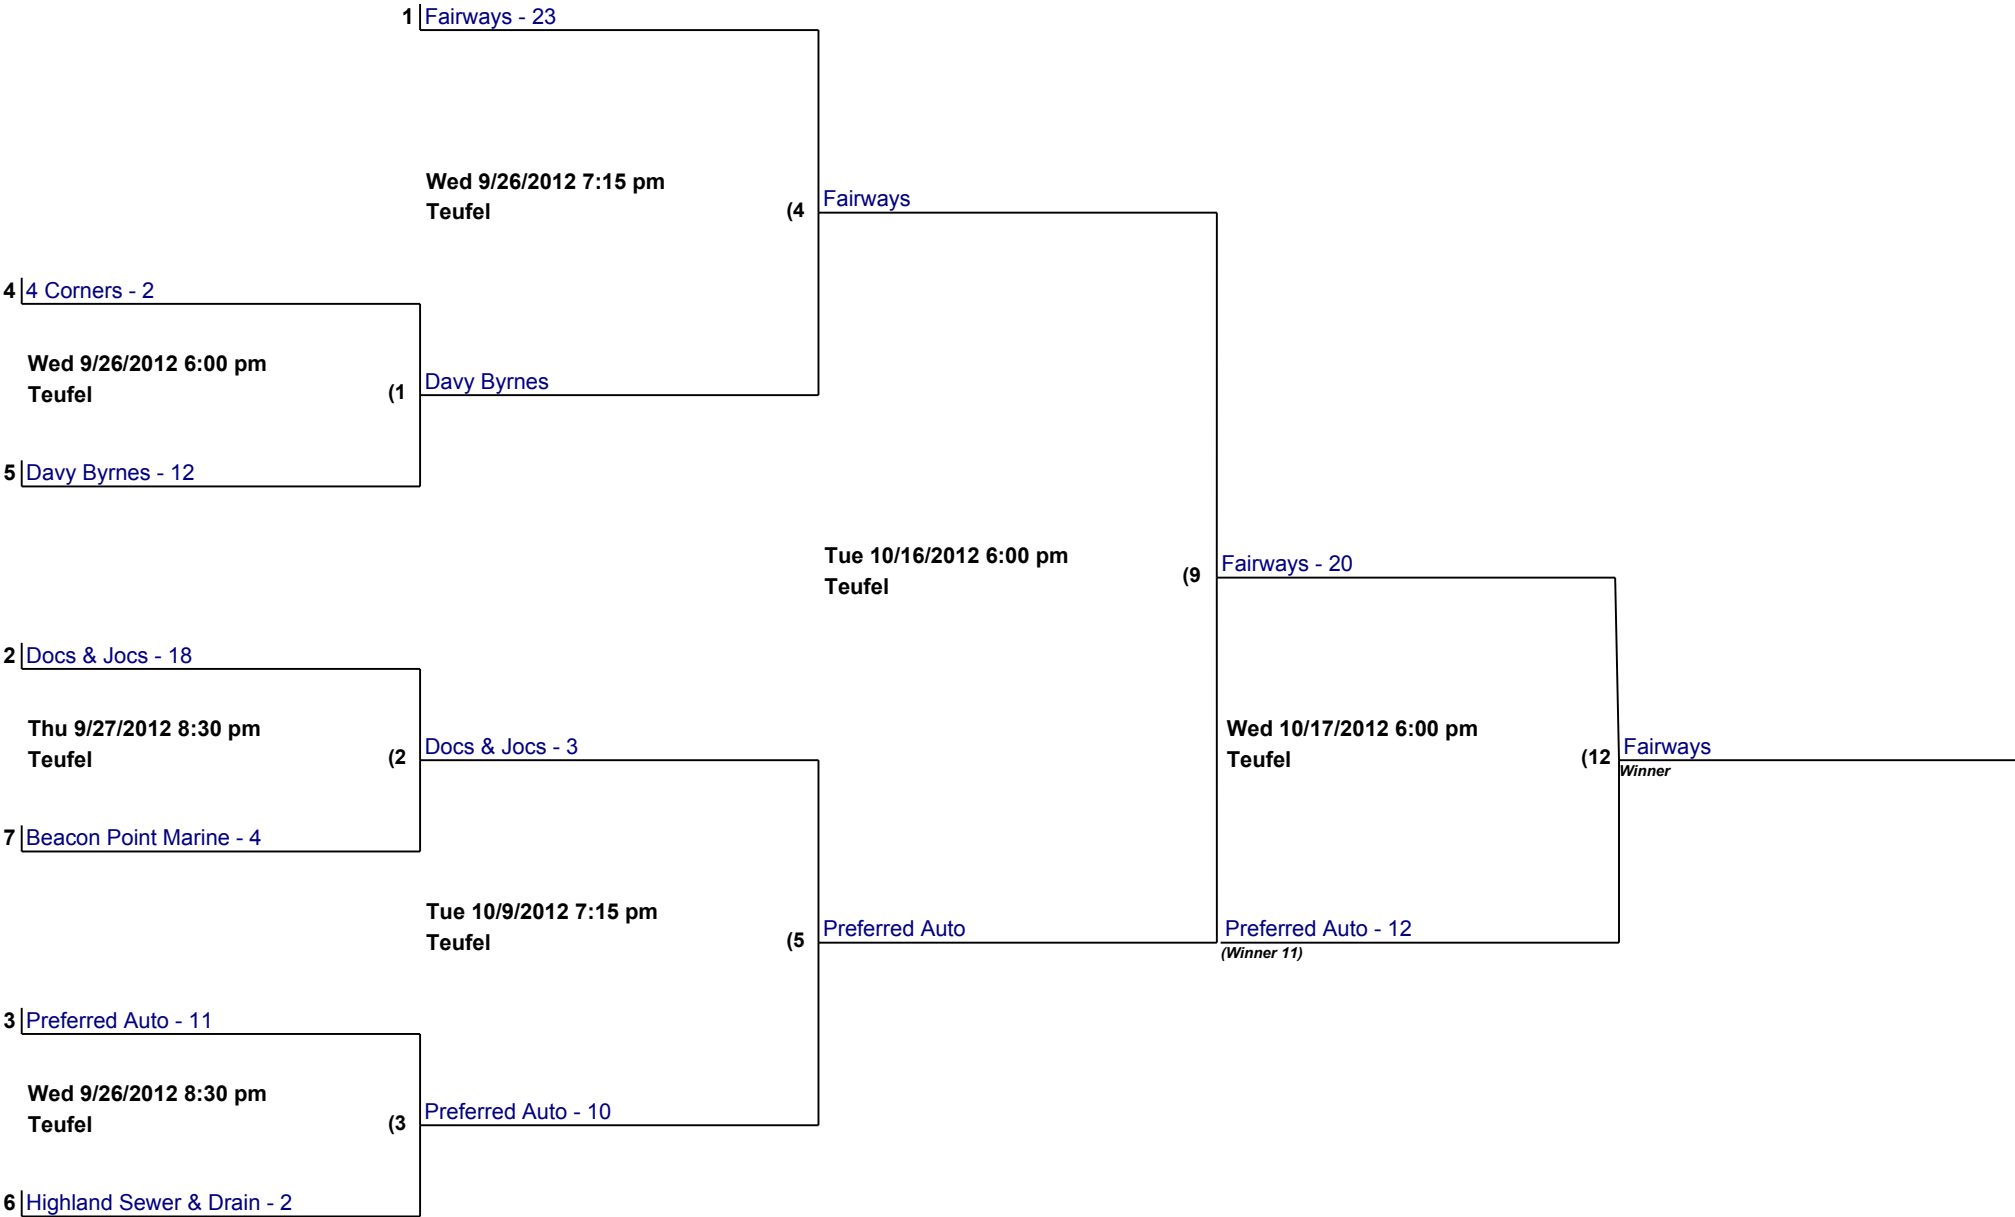 1 Fairways - 23
Wed 9/26/2012 7:15 pm
Teufel (4
Fairways
4 4 Corners - 2
Wed 9/26/2012 6:00 pm
Teufel (1
Davy Byrnes
5 Davy Byrnes - 12
Tue 10/16/2012 6:00 pm
Teufel (9
Fairways - 20
2 Docs & Jocs - 18
Thu 9/27/2012 8:30 pm
Teufel (2
Docs & Jocs - 3
Wed 10/17/2012 6:00 pm
Teufel (12
Fairways
Winner
7 Beacon Point Marine - 4
Tue 10/9/2012 7:15 pm
Teufel (5
Preferred Auto
Preferred Auto - 12
(Winner 11)
3 Preferred Auto - 11
Wed 9/26/2012 8:30 pm
Teufel (3
Preferred Auto - 10
6 Highland Sewer & Drain - 2